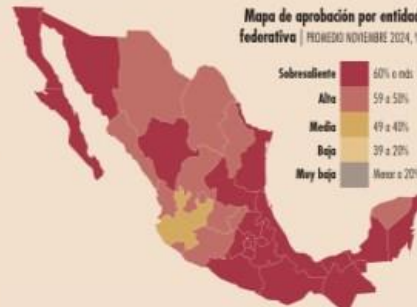 Mapa de aprobación por entidad
federativa | PROMEDIO NOVIEMBRE 2024, %
Sobresaliente 60% o más
Alta 59 a 50%
Media 49 a 40%
Baja 39 a 20%
Muy baja Menor a 20%